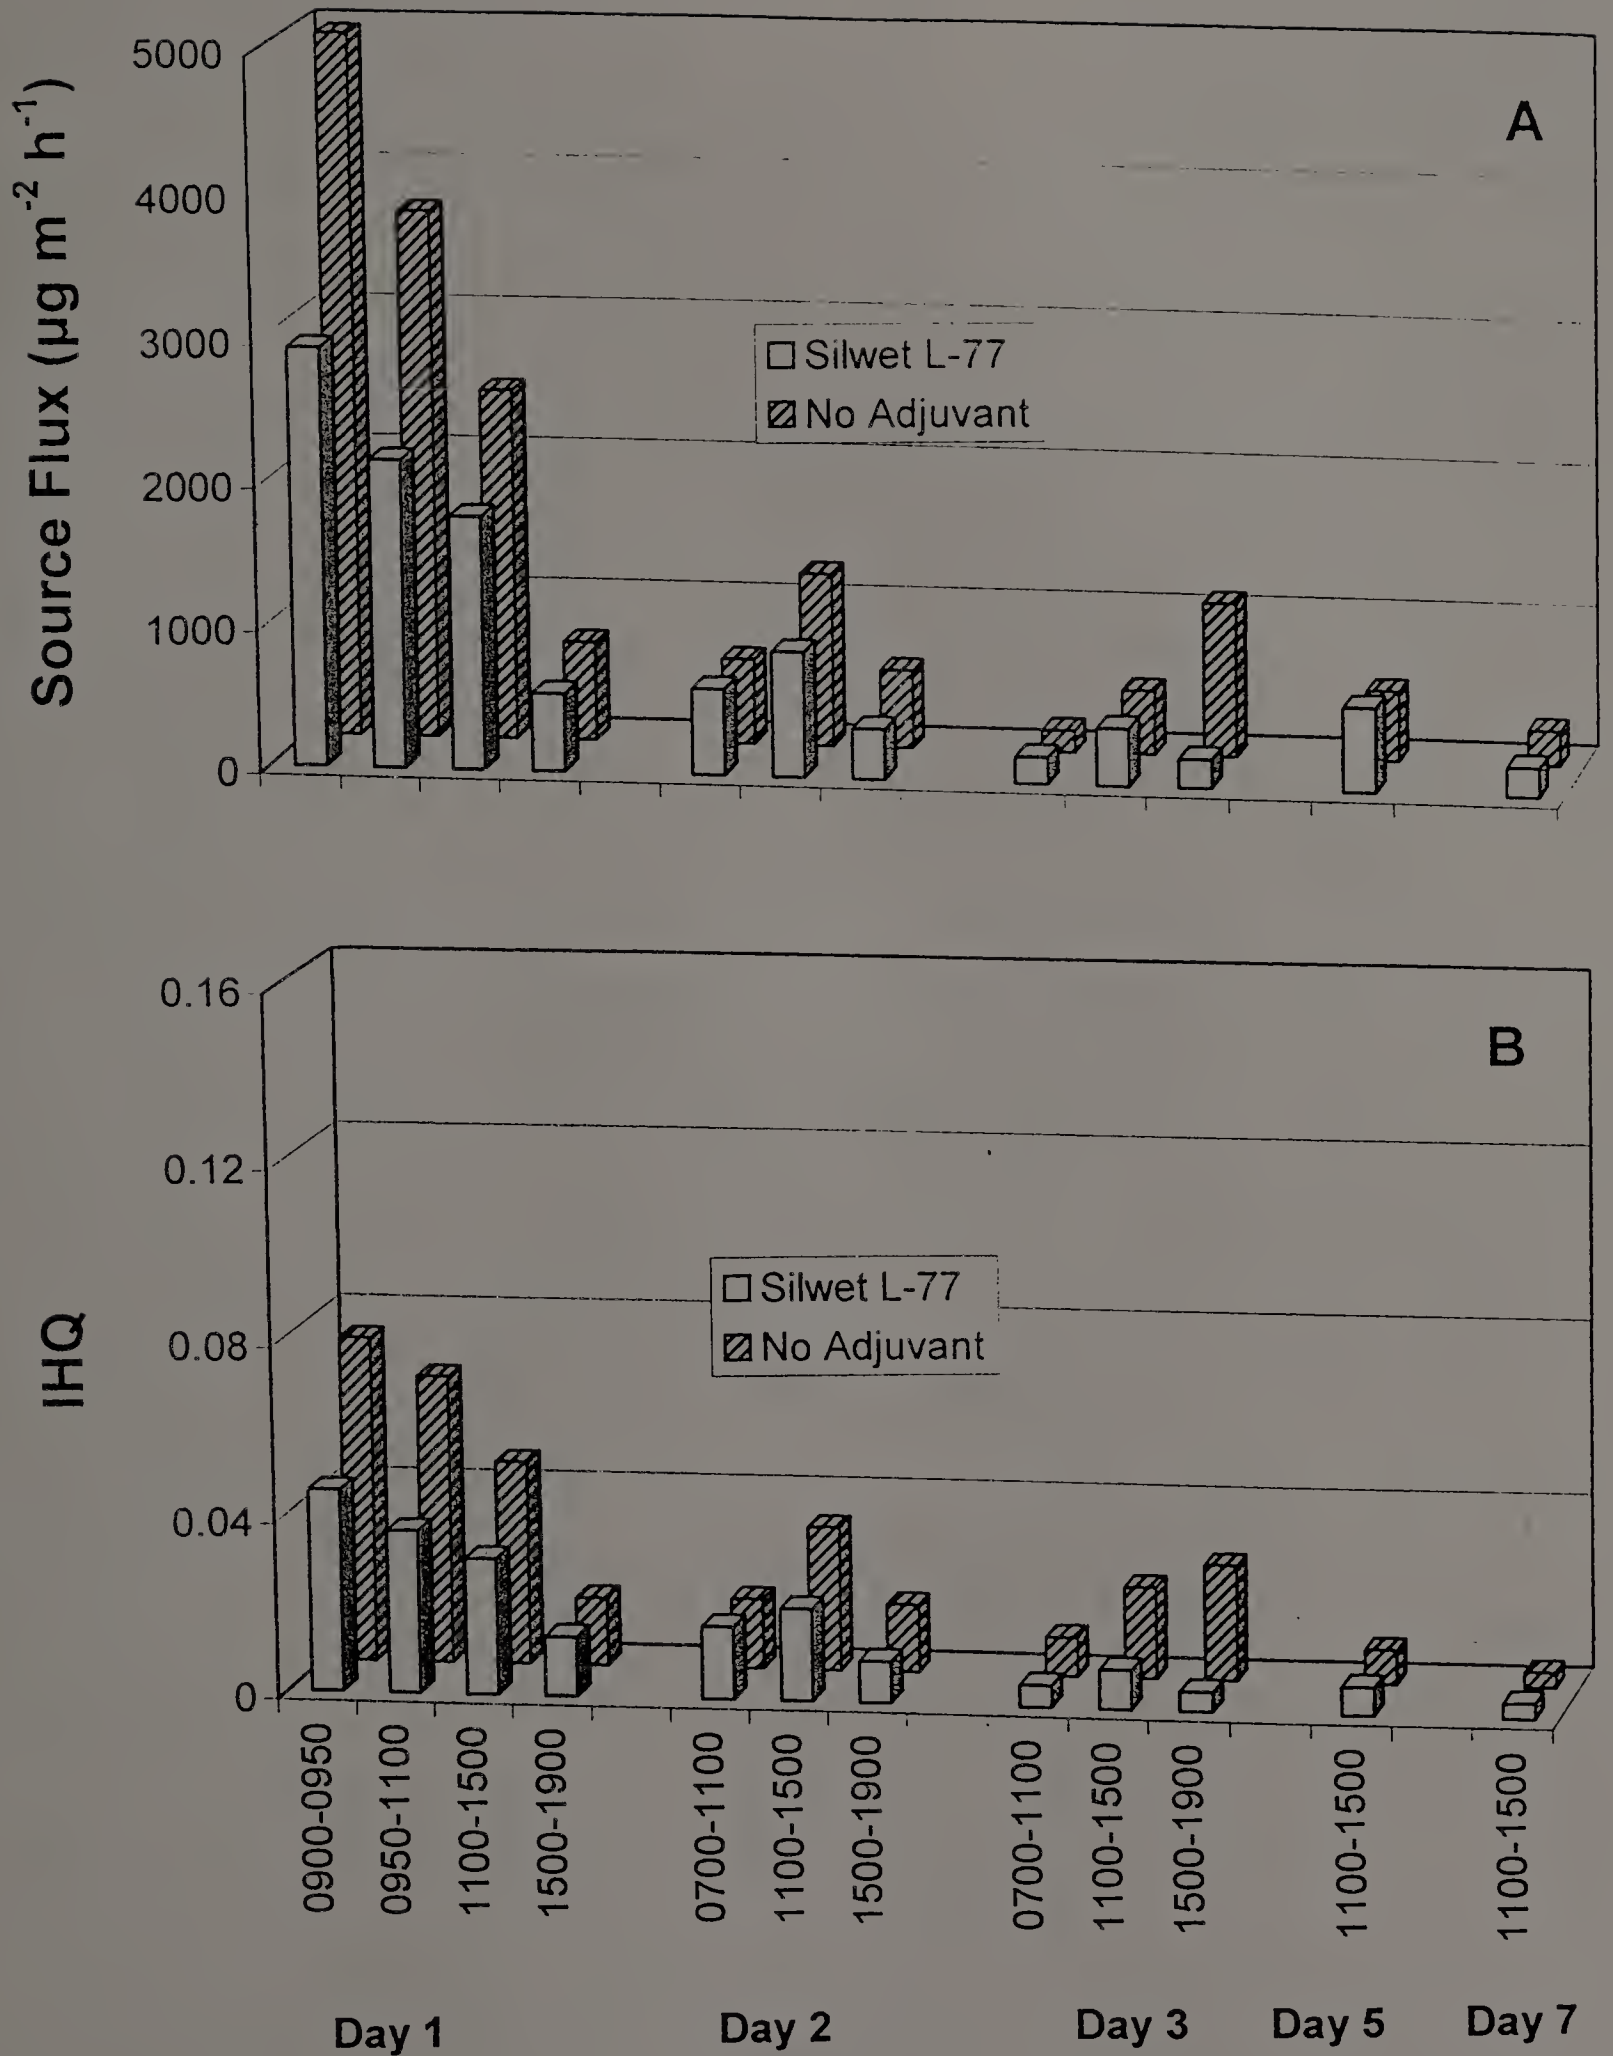 5000
4000
3000
2000
1000
0
Source Flux (µg m⁻² h⁻¹)
A
Silwet L-77
No Adjuvant
0.16
0.12
0.08
0.04
0
IHQ
B
Silwet L-77
No Adjuvant
0900-0950
0950-1100
1100-1500
1500-1900
0700-1100
1100-1500
1500-1900
0700-1100
1100-1500
1500-1900
1100-1500
1100-1500
Day 1
Day 2
Day 3
Day 5
Day 7